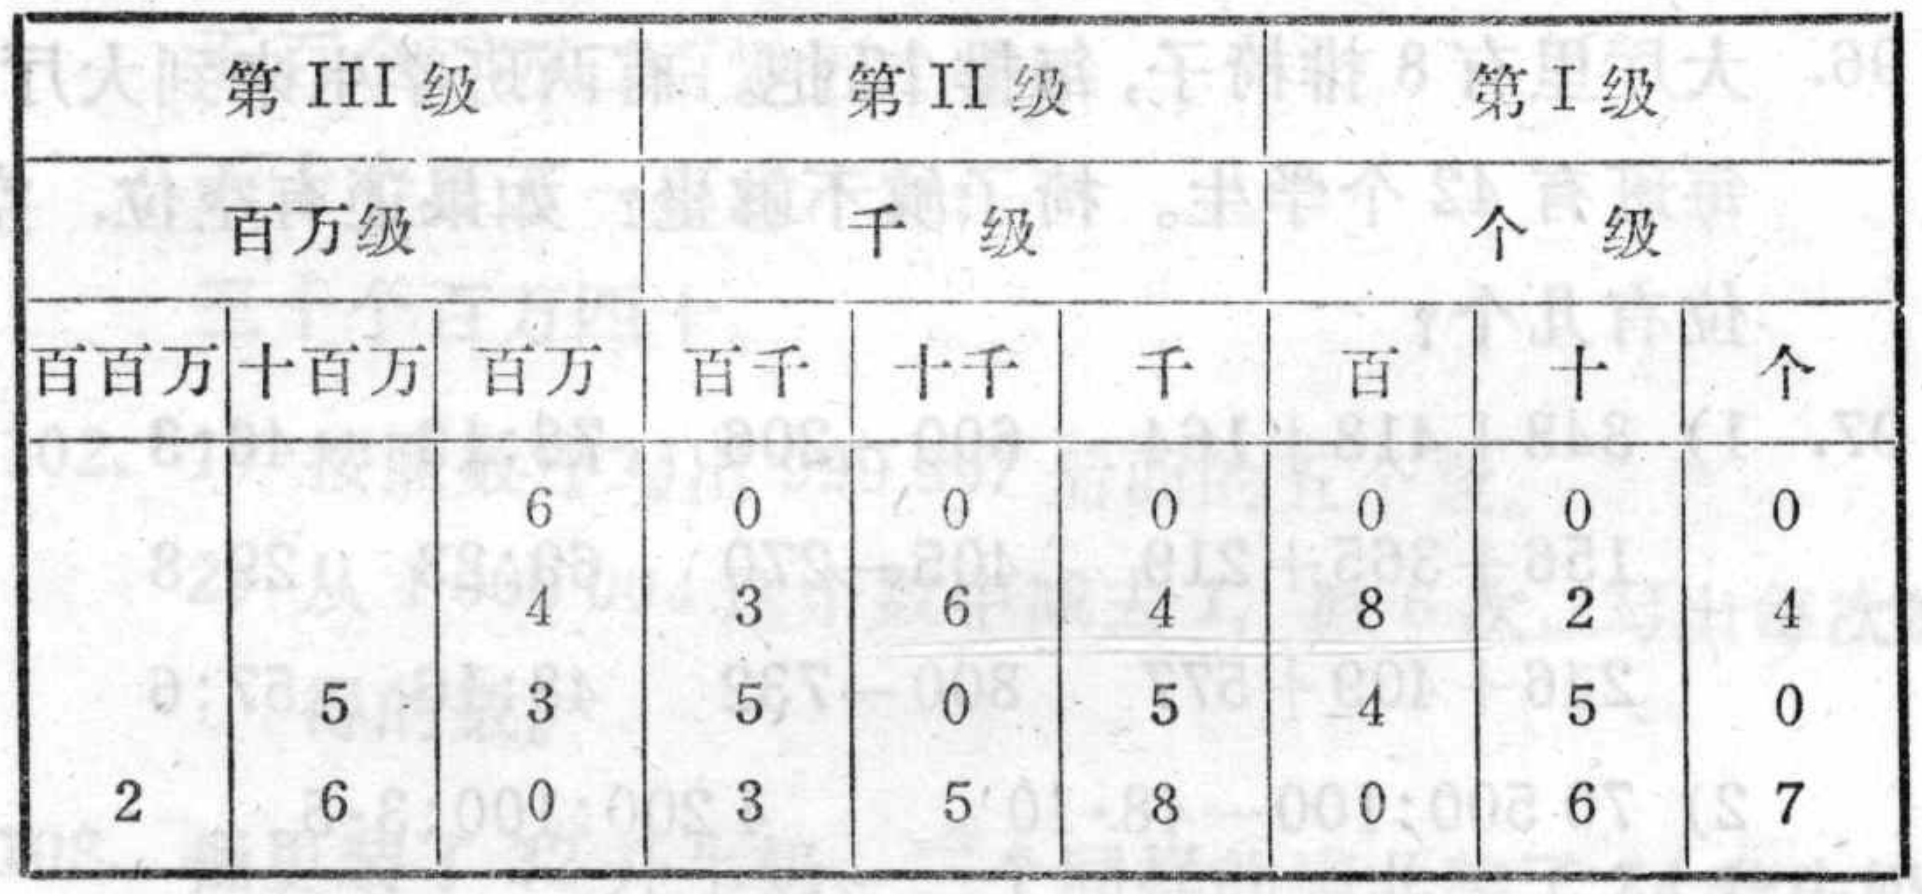 第 III 级 第 II 级 第 I 级
百万级 千 级 个 级
百百万 十百万 百万 百千 十千 千 百 十 个
6 0 0 0 0 0 0
4 3 6 4 8 2 4
5 3 5 0 5 4 5 0
2 6 0 3 5 8 0 6 7